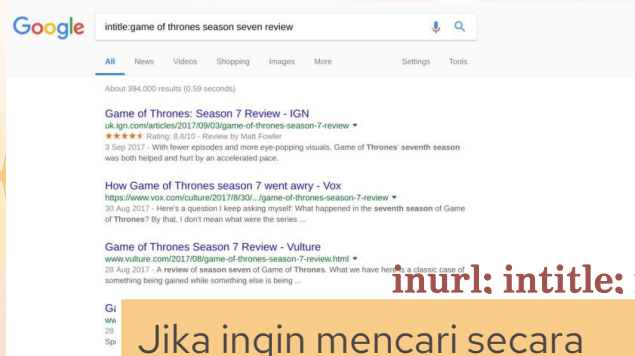 Google
intitle:game of thrones season seven review
All News Videos Shopping Images More Settings Tools
About 394,000 results (0.59 seconds)
Game of Thrones: Season 7 Review - IGN
uk.ign.com/articles/2017/09/03/game-of-thrones-season-7-review
Rating: 8.6/10 - Review by Matt Fowler
3 Sep 2017 - With fewer episodes and more eye-popping visuals, Game of Thrones' seventh season
was both helped and hurt by an accelerated pace.
How Game of Thrones season 7 went awry - Vox
https://www.vox.com/culture/2017/8/30/.../game-of-thrones-season-7-review
30 Aug 2017 - Here's a question I keep asking myself: What happened in the seventh season of Game
of Thrones? By that, I don't mean what were the series ...
Game of Thrones Season 7 Review - Vulture
www.vulture.com/2017/08/game-of-thrones-season-7-review.html
28 Aug 2017 - A review of season seven of Game of Thrones. What we have here is a classic case of
something being gained while something else is being ...
inurl: intitle:
Ga
ww
28
Spo
Jika ingin mencari secara